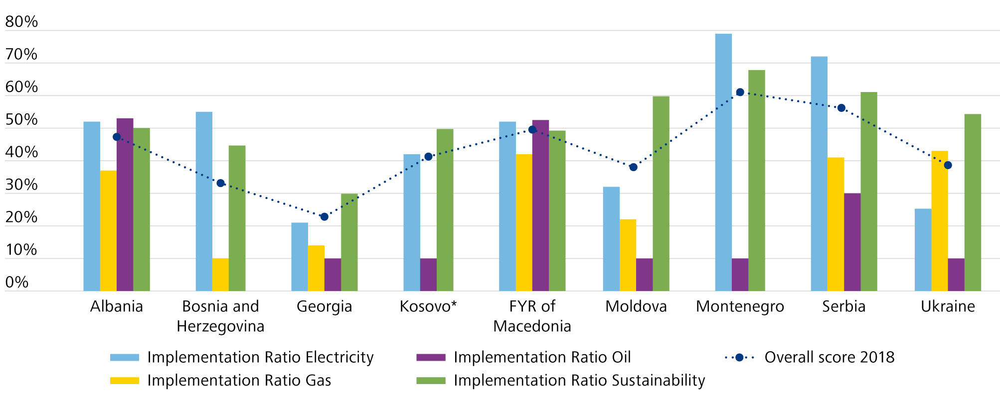 80%
70%
60%
50%
40%
30%
20%
10%
0%
Albania
Bosnia and
Herzegovina
Georgia
Kosovo*
FYR of
Macedonia
Moldova
Montenegro
Serbia
Ukraine
Implementation Ratio Electricity
Implementation Ratio Gas
Implementation Ratio Oil
Implementation Ratio Sustainability
Overall score 2018